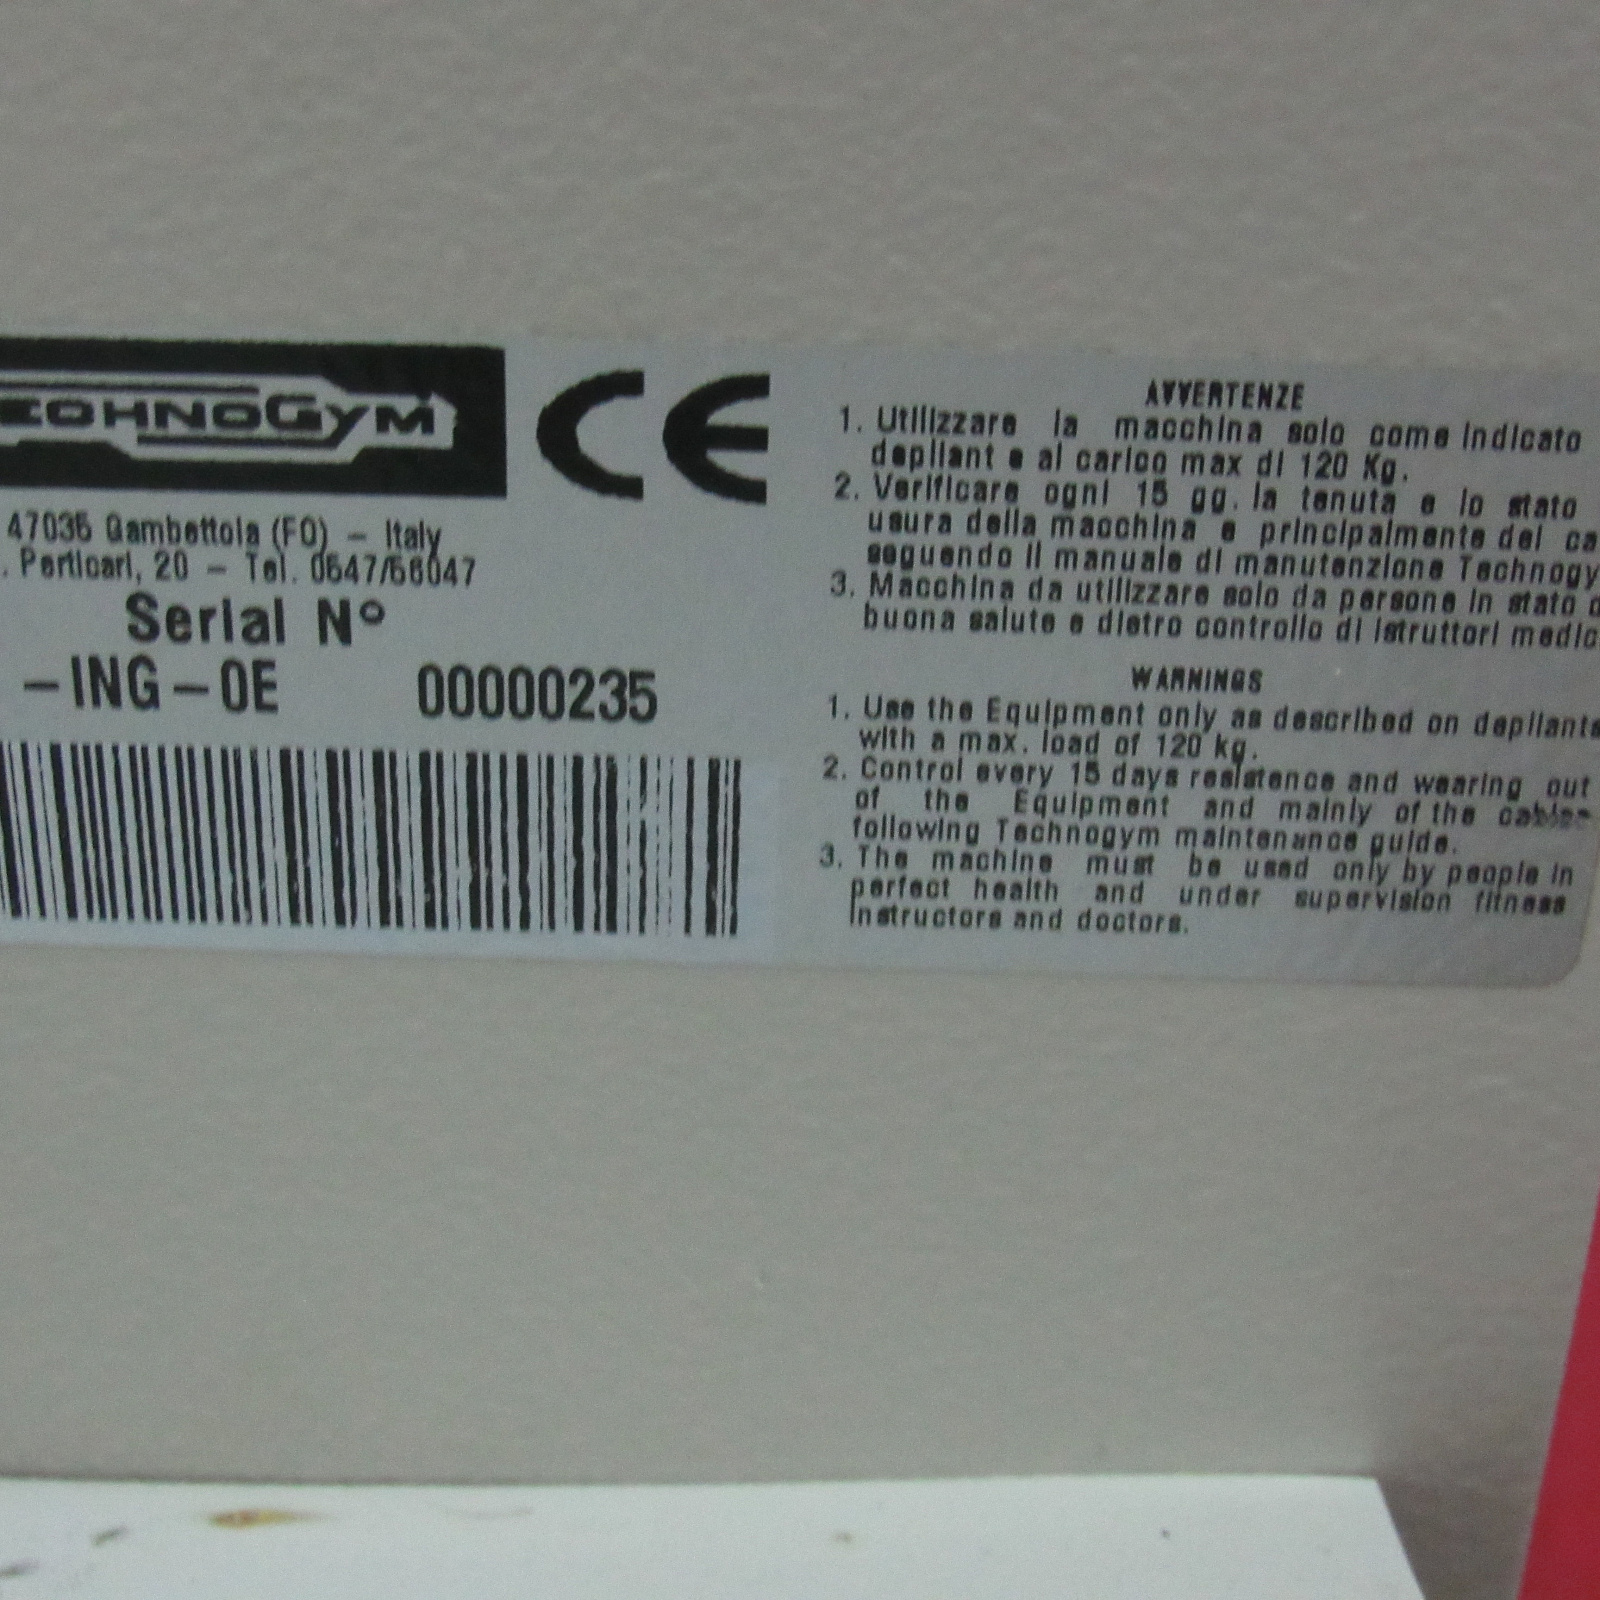 TECHNOGYM
47035 Gambettola (FO) - Italy
. Perticari, 20 - Tel. 0547/56047
Serial N°
-ING-0E 00000235
AVVERTENZE
1. Utilizzare la macchina solo come indicato
depliant e al carico max di 120 Kg.
2. Verificare ogni 15 gg. la tenuta e lo stato
usura della macchina e principalmente dei ca
seguendo il manuale di manutenzione Technogy
3. Macchina da utilizzare solo da persone in stato d
buona salute e dietro controllo di istruttori medic
WARNINGS
1. Use the Equipment only as described on depliants
with a max. load of 120 kg.
2. Control every 15 days resistence and wearing out
of the Equipment and mainly of the cables
following Technogym maintenance guide.
3. The machine must be used only by people in
perfect health and under supervision fitness
instructors and doctors.